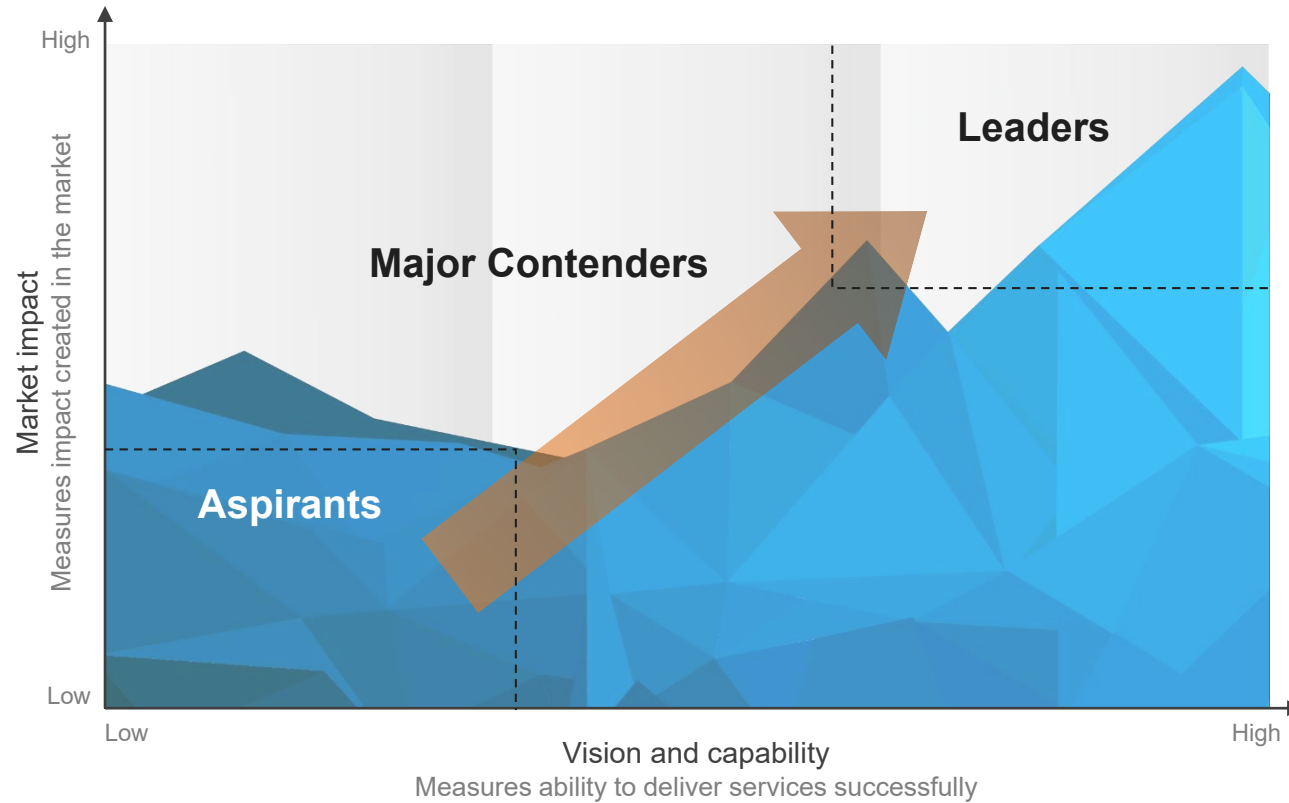 High
Leaders
Major Contenders
Market impact
Measures impact created in the market
Aspirants
Low
Low
High
Vision and capability
Measures ability to deliver services successfully